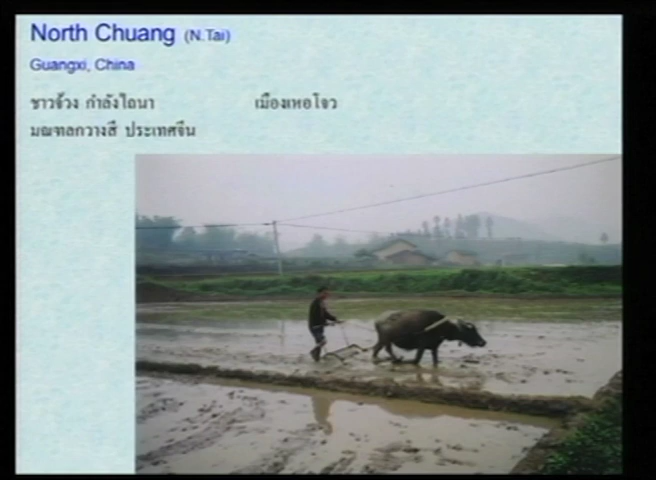 North Chuang (N.Tai)
Guangxi, China
ชาวจ้วง กำลังไถนา เมืองเหอโจว
มณฑลกวางสี ประเทศจีน